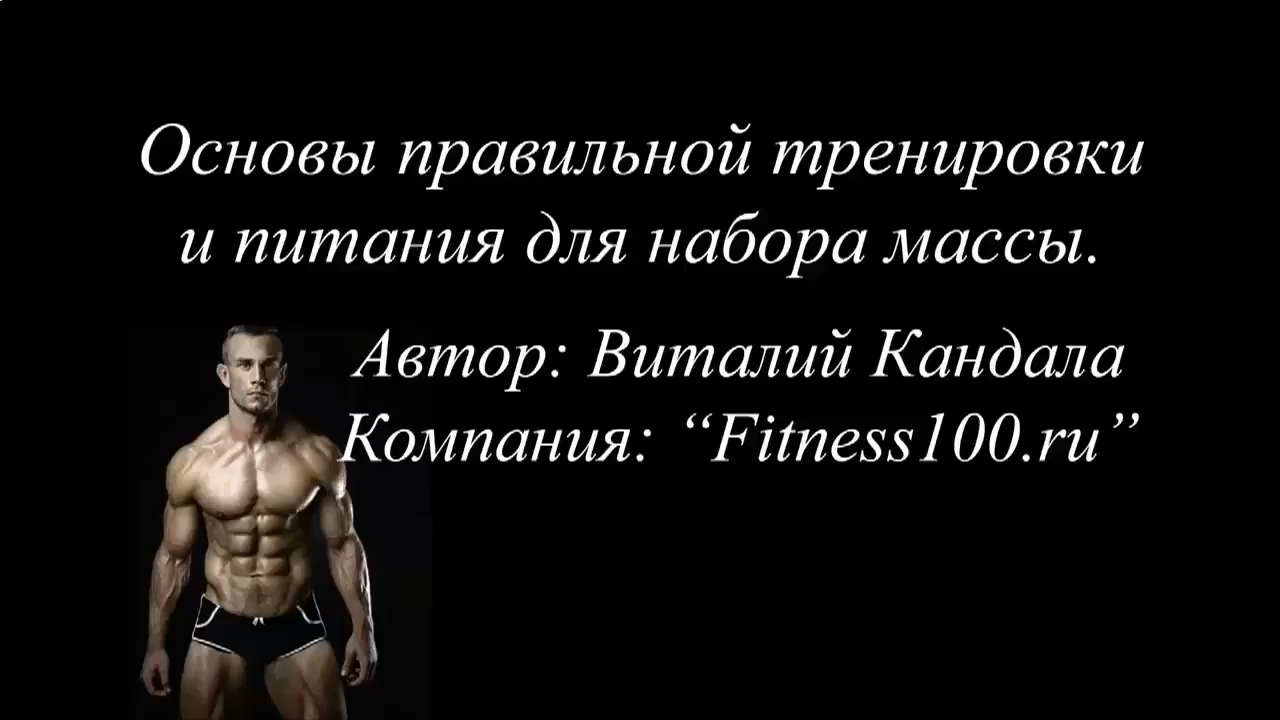 Основы правильной тренировки
и питания для набора массы.
Автор: Виталий Кандала
Компания: “Fitness100.ru”